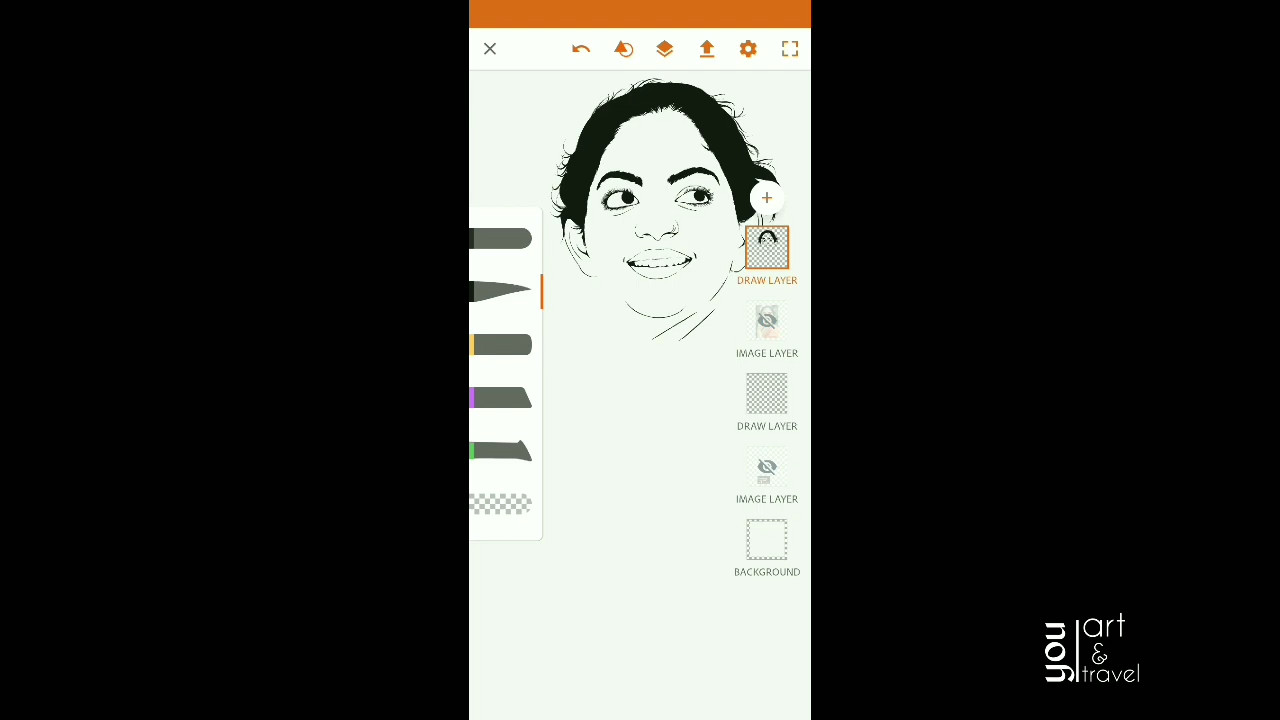 DRAW LAYER
IMAGE LAYER
DRAW LAYER
IMAGE LAYER
BACKGROUND
you
art
&
travel